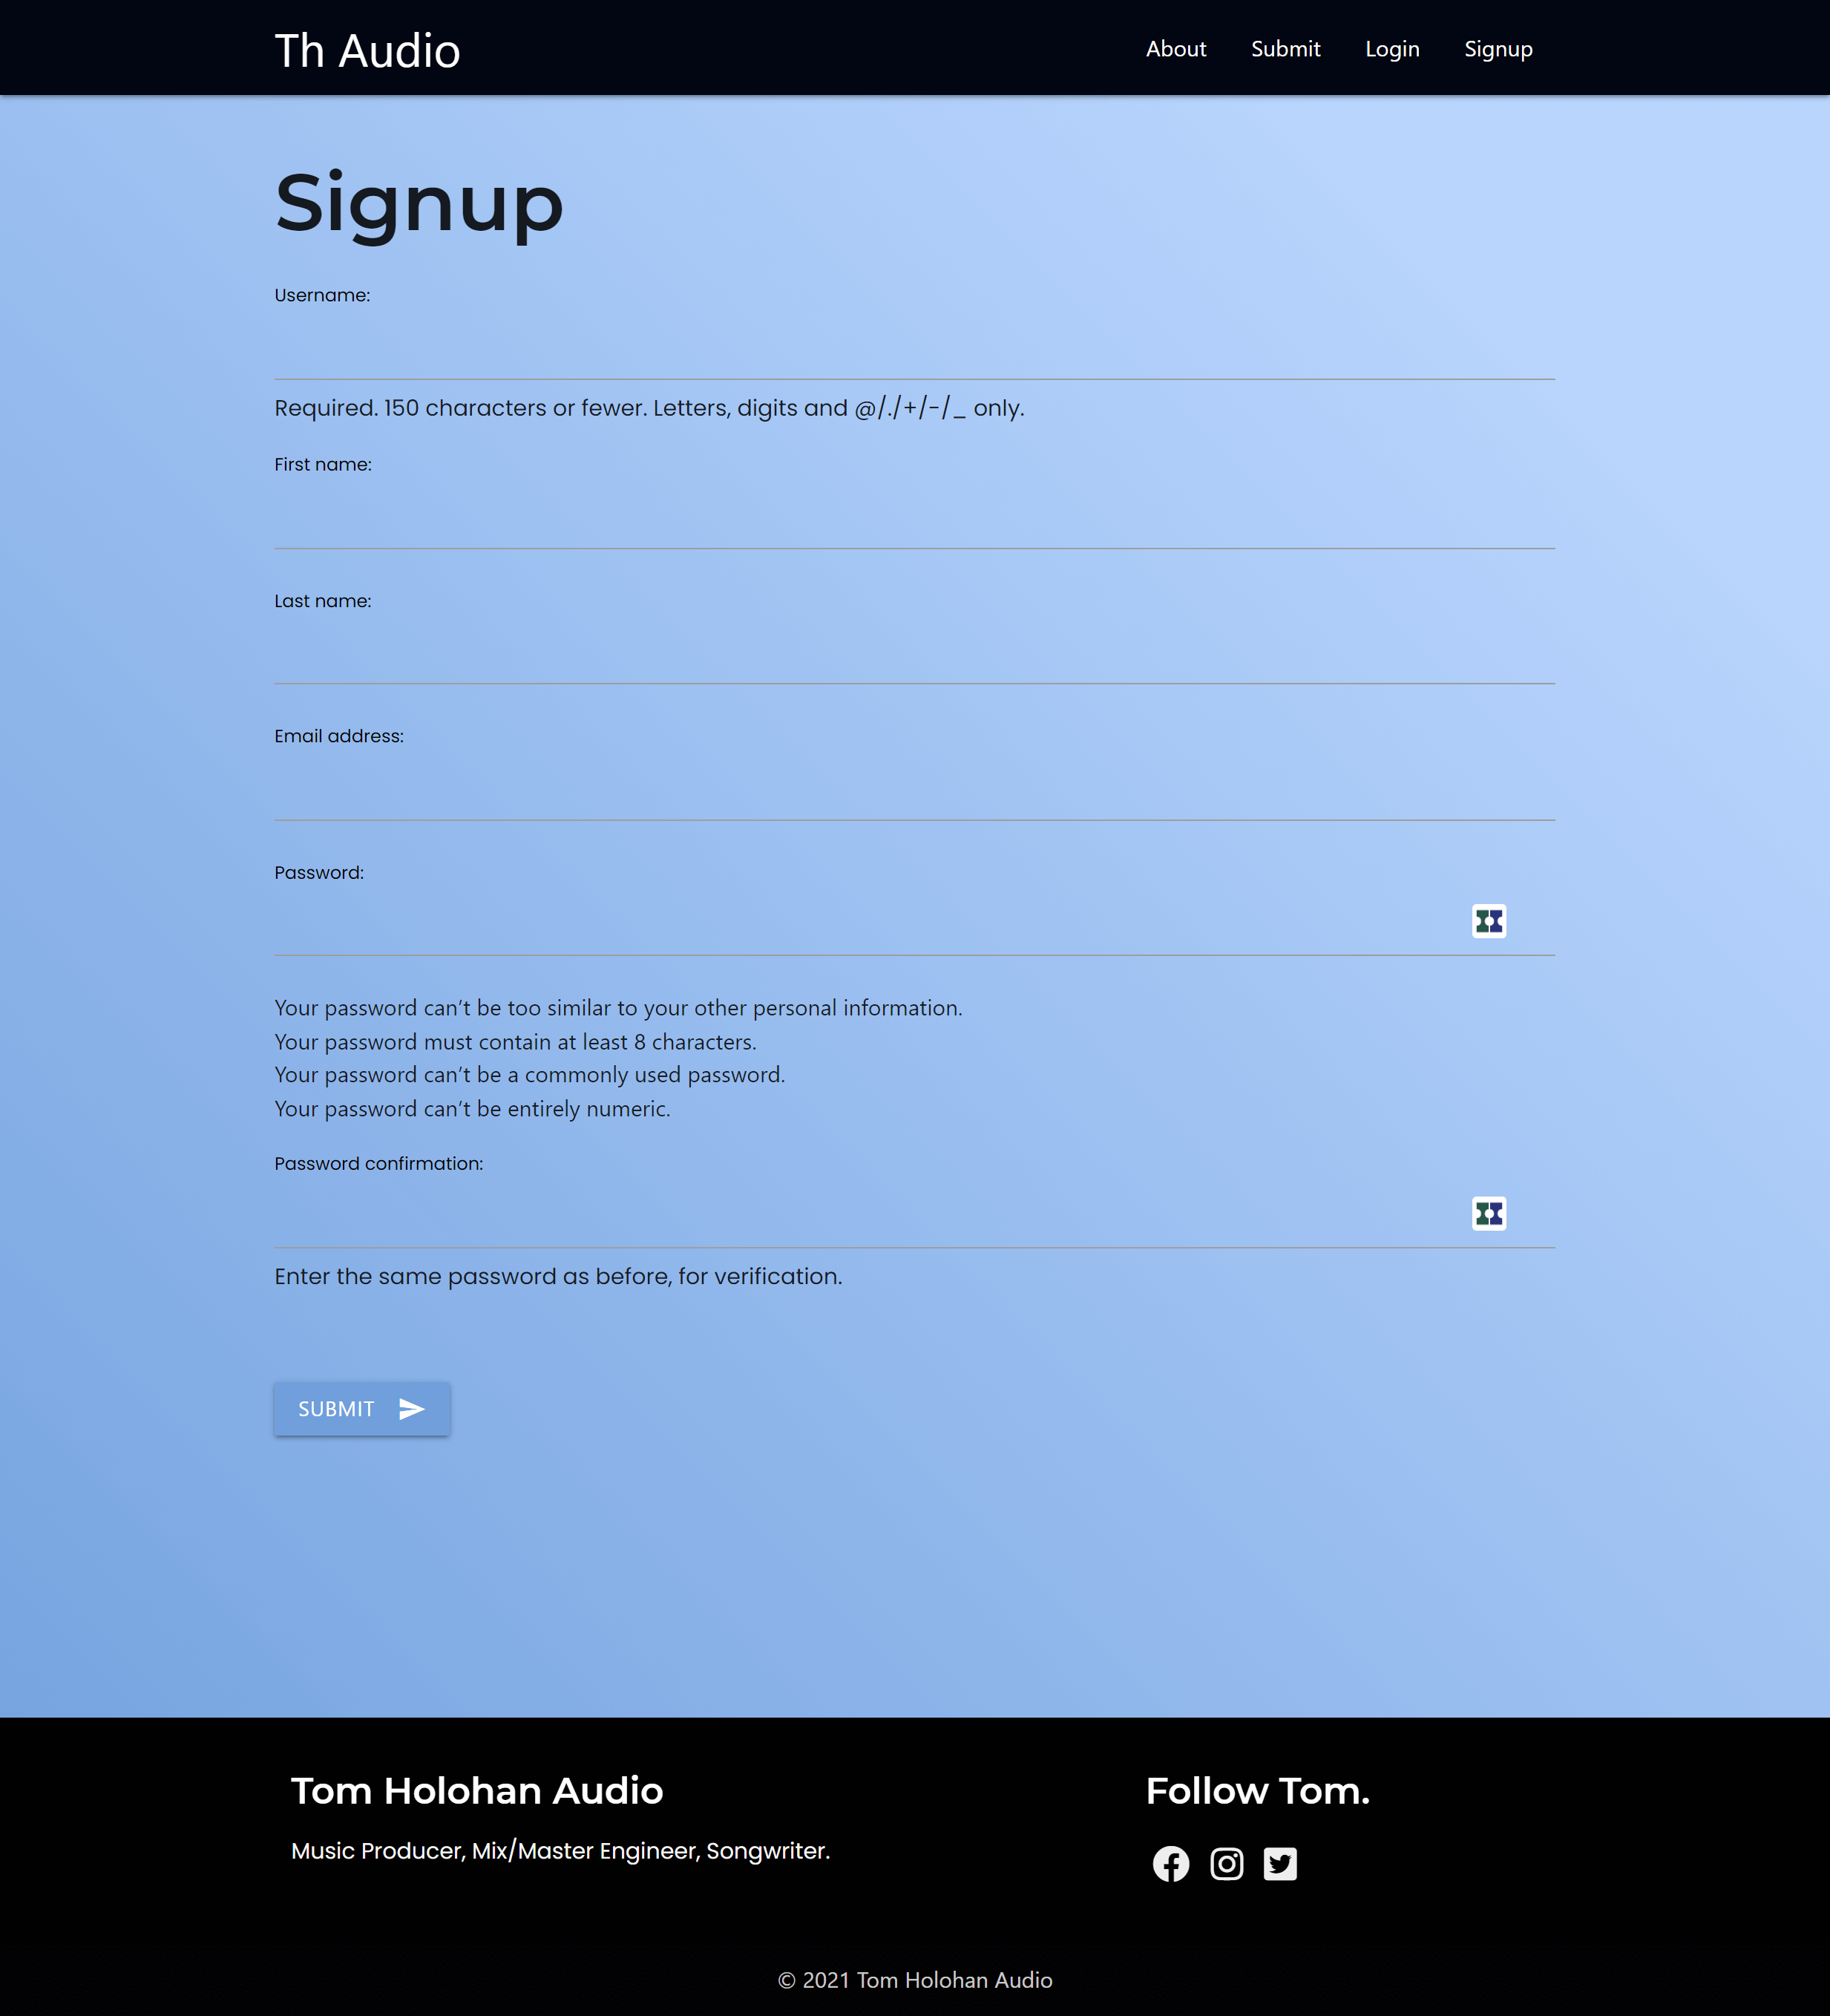 Th Audio
About
Submit
Login
Signup
Signup
Username:
Required. 150 characters or fewer. Letters, digits and @/./+/-/_ only.
First name:
Last name:
Email address:
Password:
Your password can’t be too similar to your other personal information.
Your password must contain at least 8 characters.
Your password can’t be a commonly used password.
Your password can’t be entirely numeric.
Password confirmation:
Enter the same password as before, for verification.
SUBMIT
Tom Holohan Audio
Music Producer, Mix/Master Engineer, Songwriter.
Follow Tom.
© 2021 Tom Holohan Audio